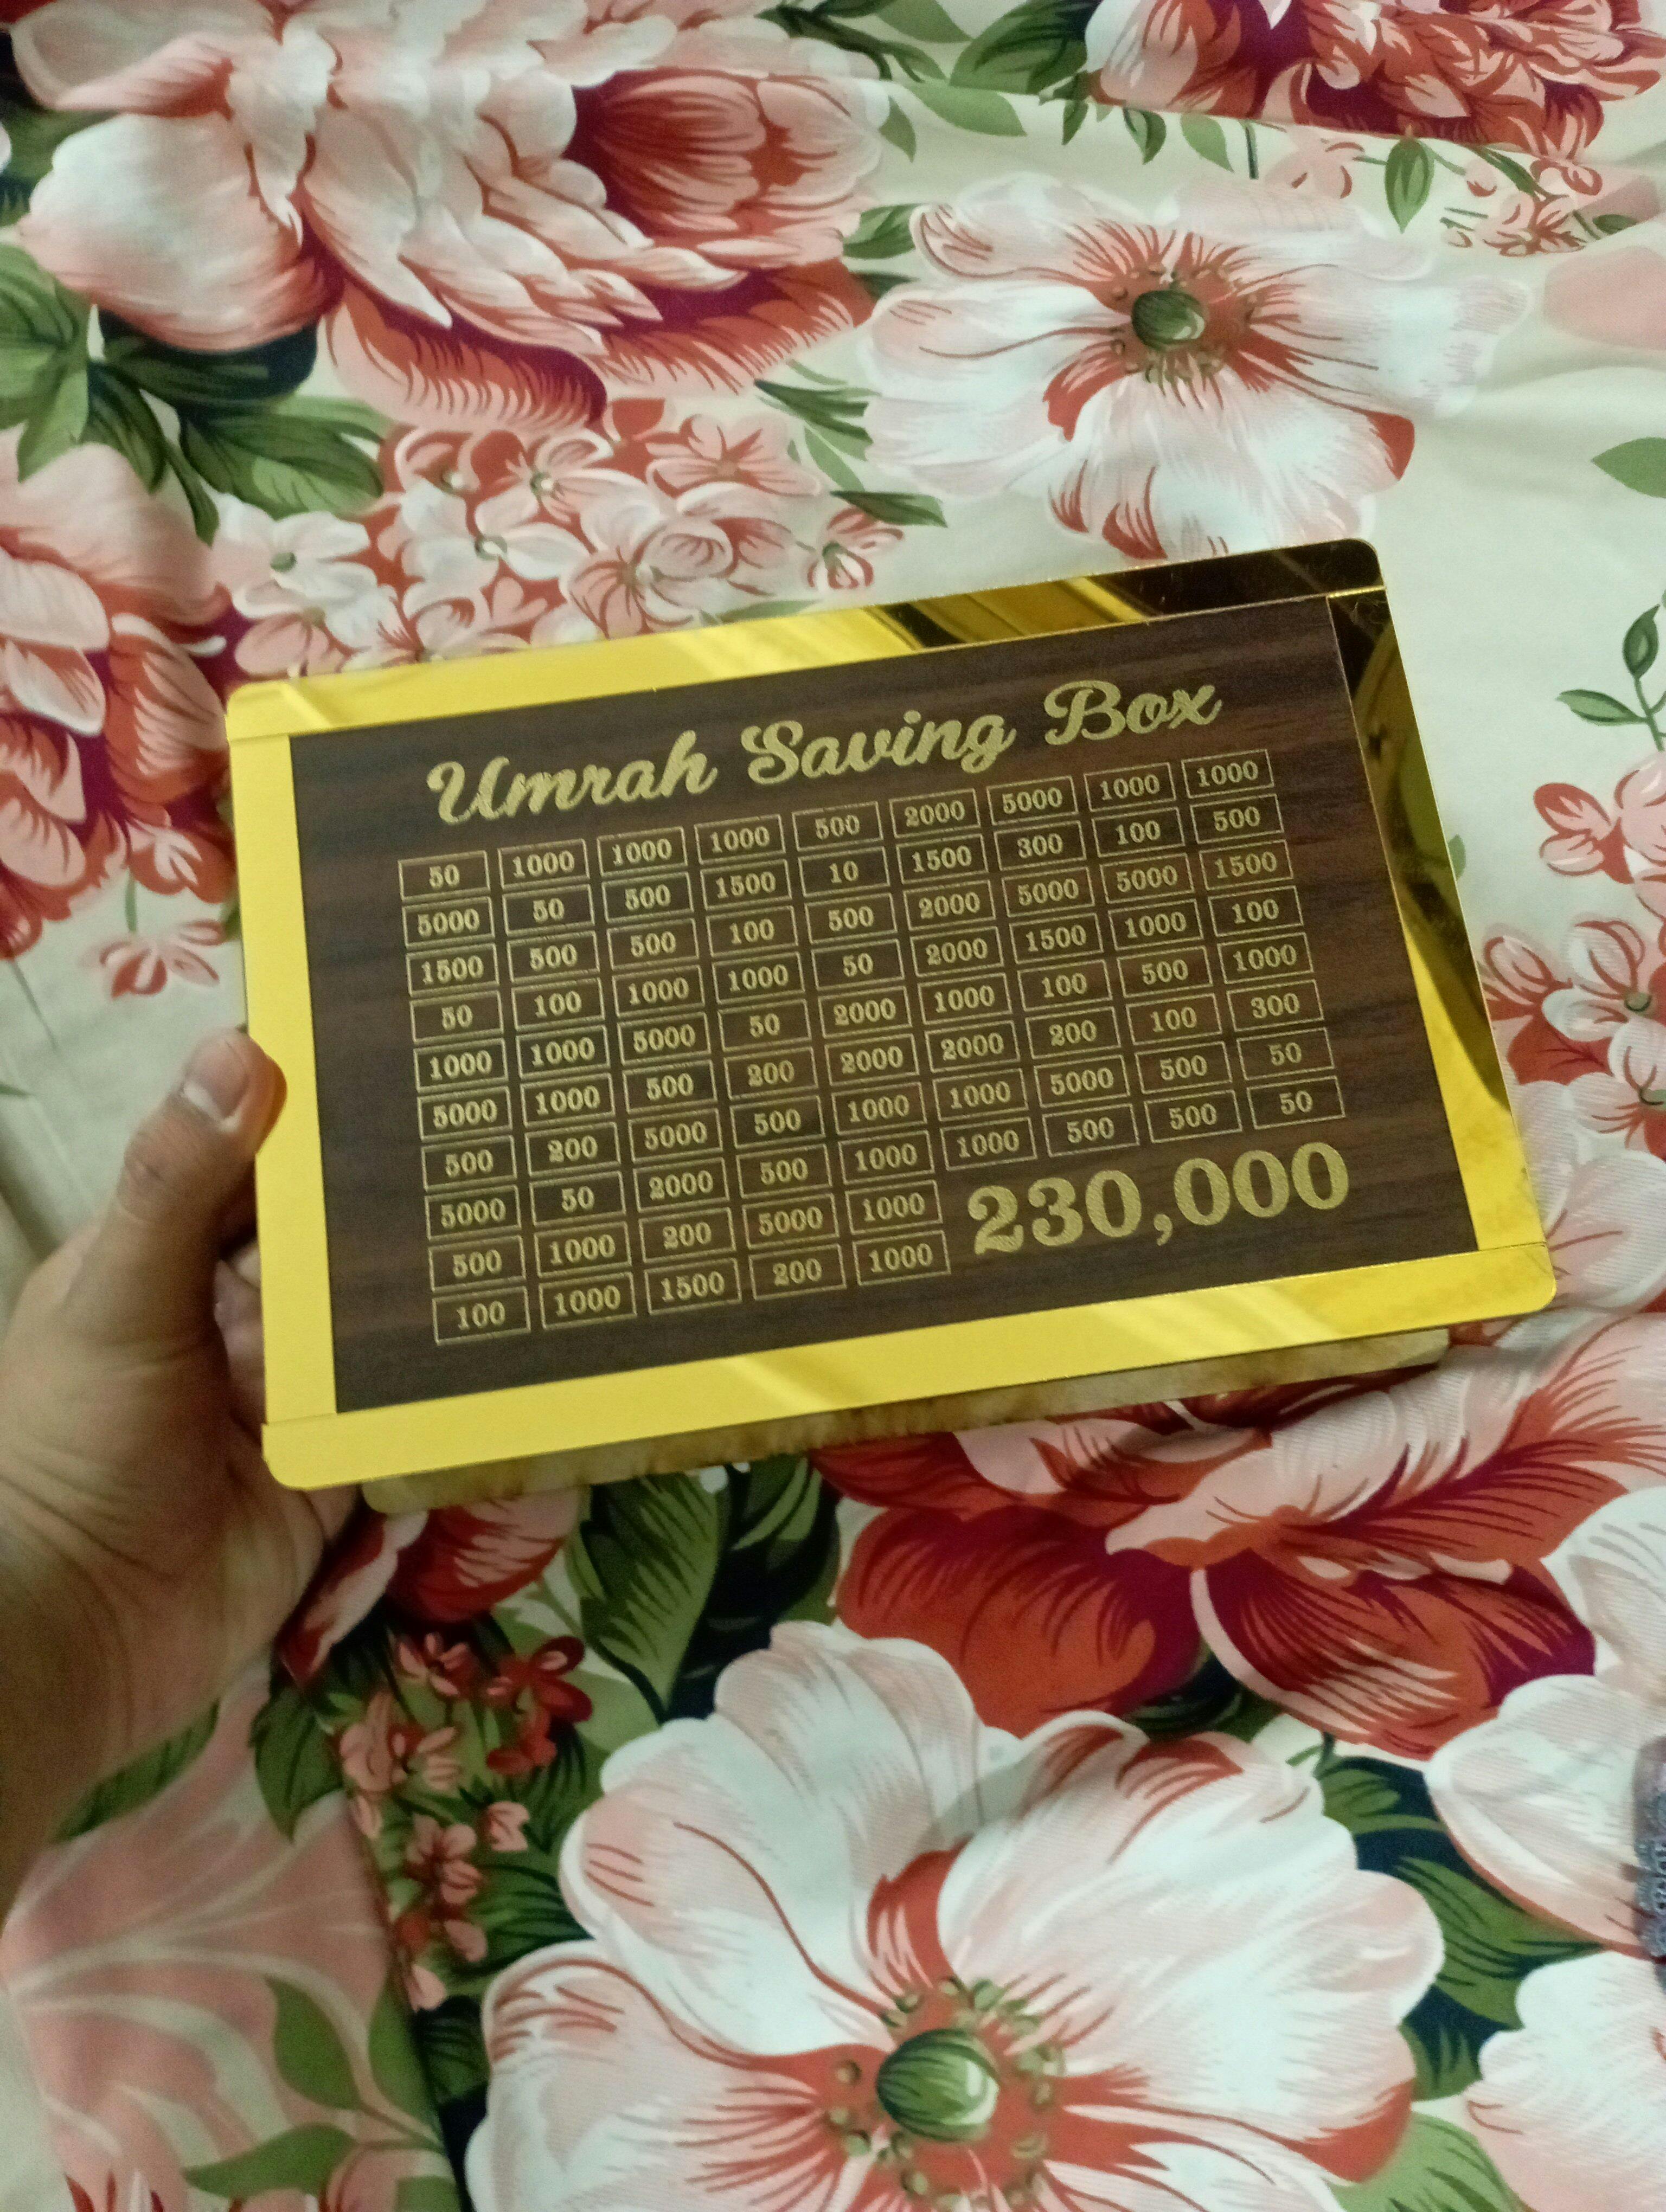 Umrah Saving Box
50 1000 1000 1000 500 2000 5000 1000 1000
5000 50 500 1500 10 1500 300 100 500
1500 500 500 100 500 2000 5000 5000 1500
50 100 1000 1000 50 2000 1500 1000 100
1000 1000 5000 50 2000 1000 100 500 1000
5000 1000 500 200 2000 2000 200 100 300
500 200 5000 500 1000 1000 5000 500 50
5000 50 2000 500 1000 1000 500 500 50
500 1000 200 5000 1000
100 1000 1500 200 1000
230,000